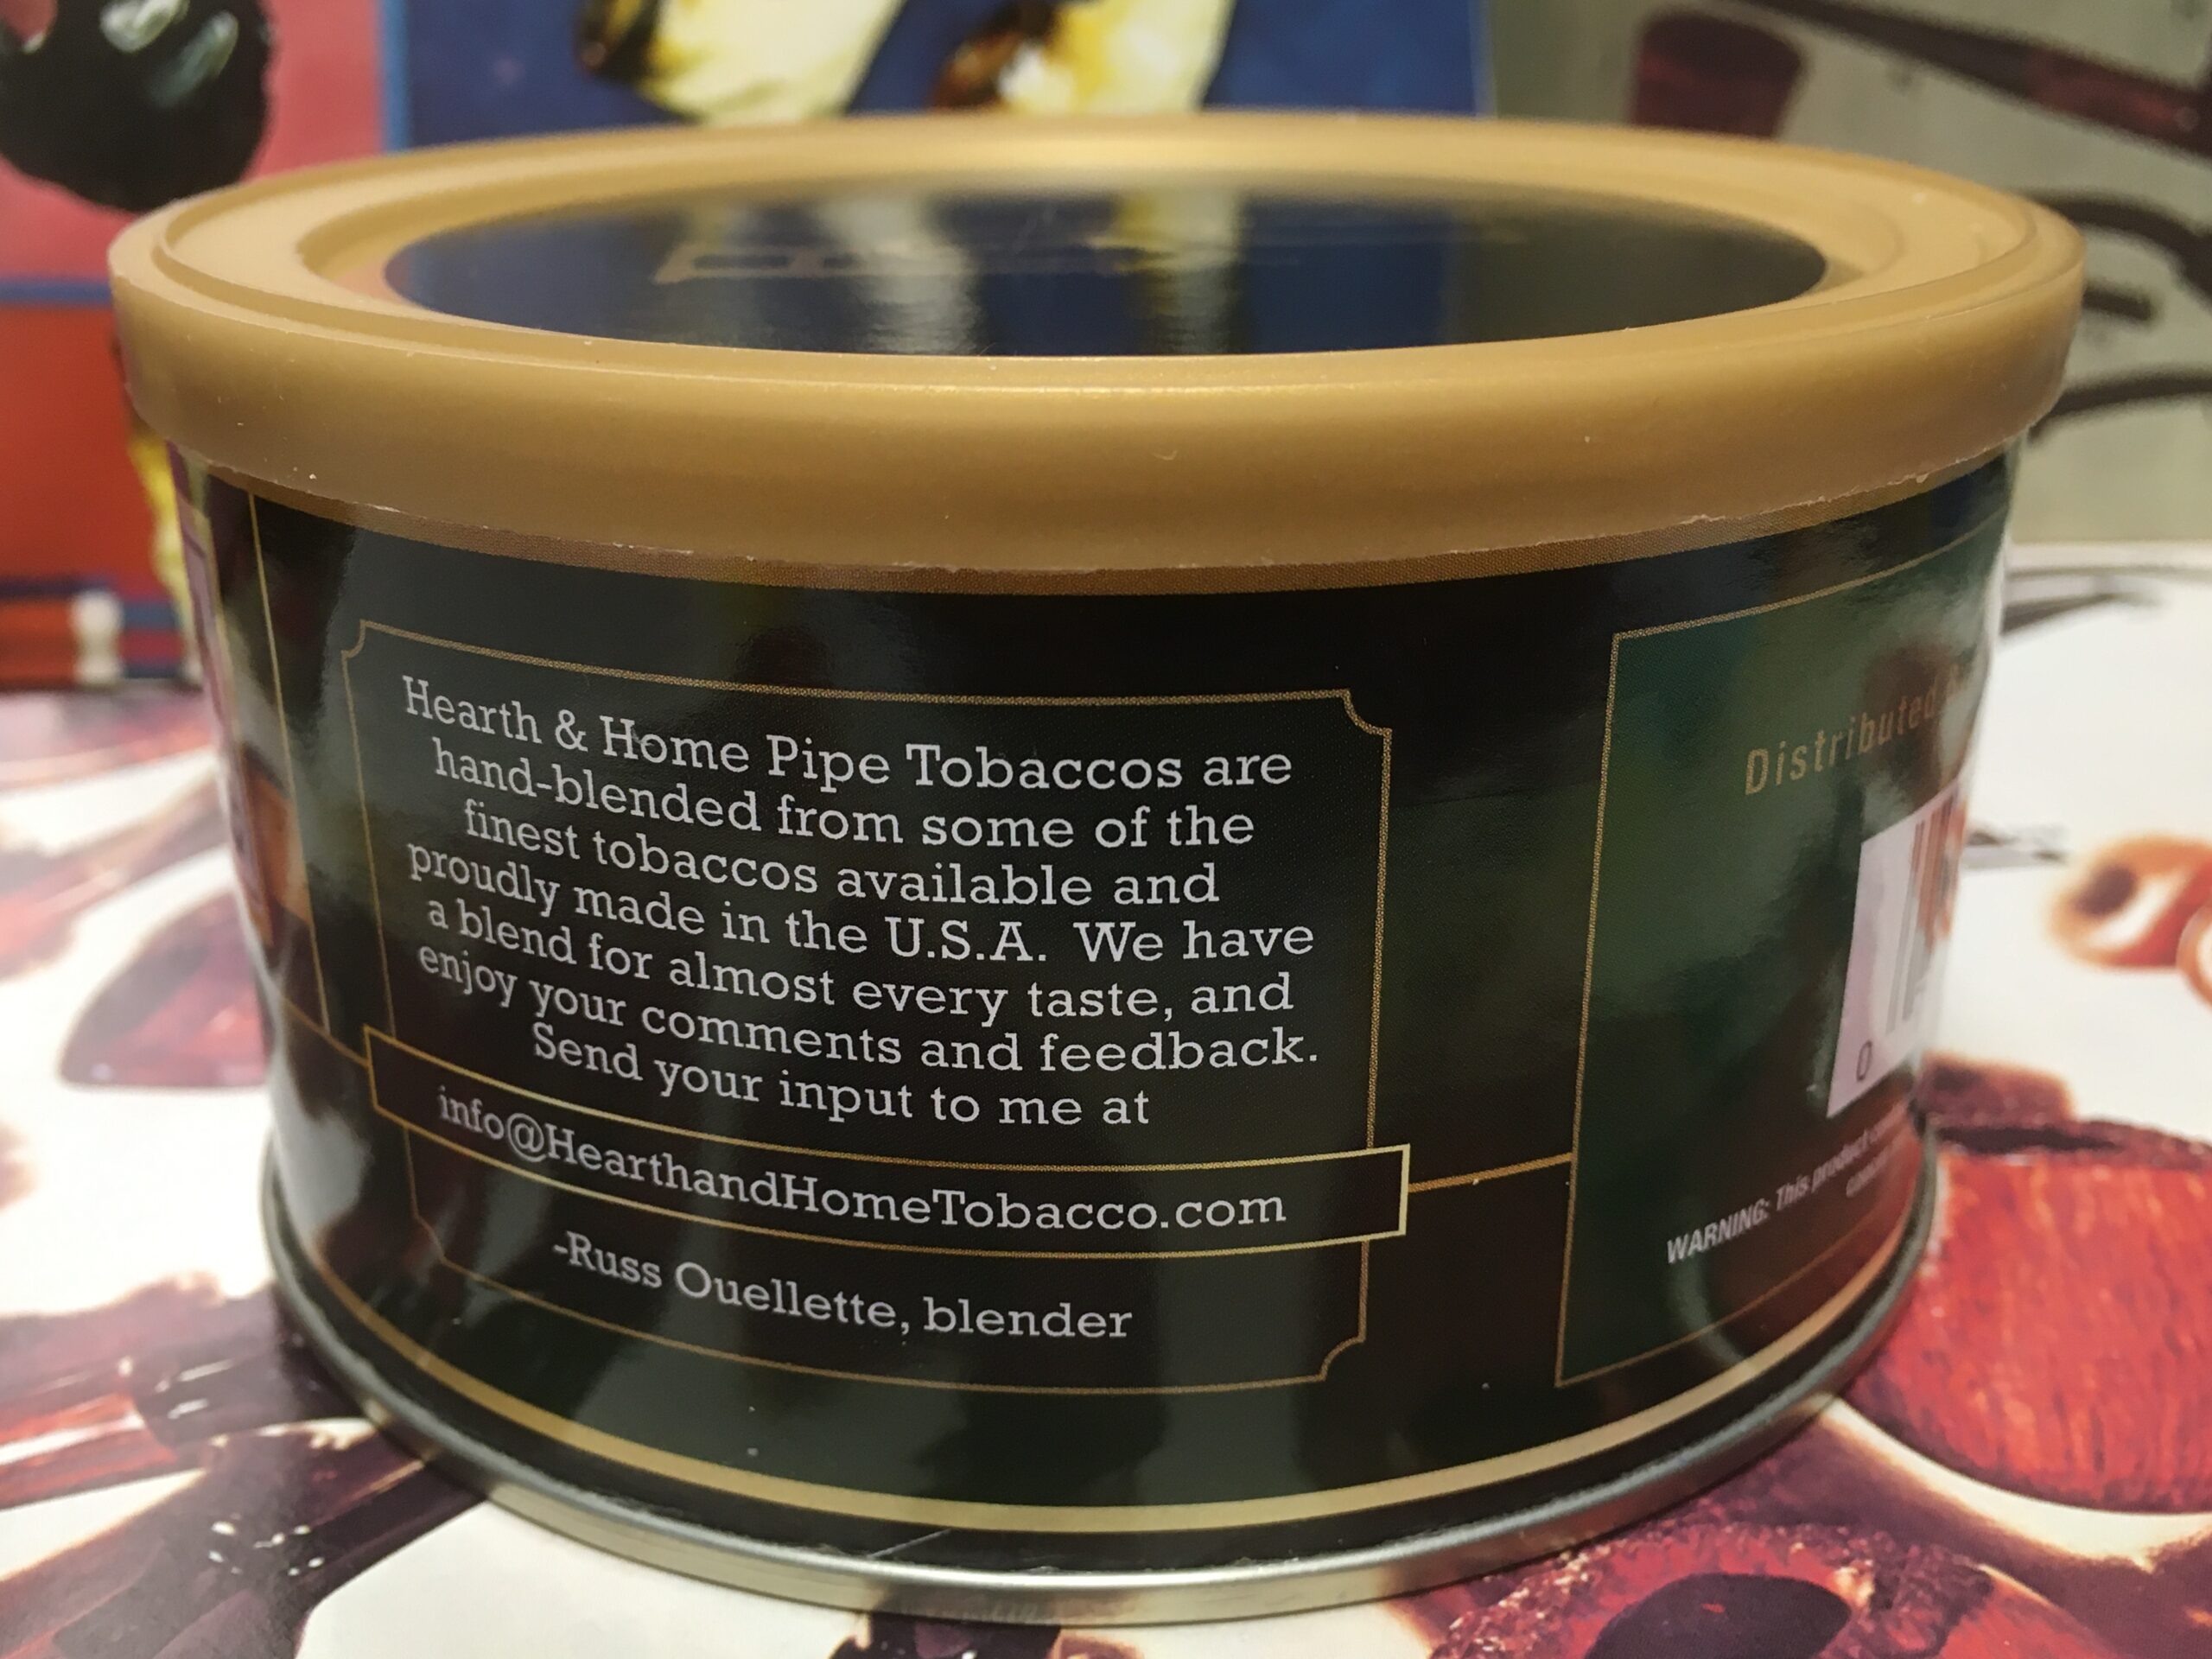 Hearth & Home Pipe Tobaccos are
hand-blended from some of the
finest tobaccos available and
proudly made in the U.S.A. We have
a blend for almost every taste, and
enjoy your comments and feedback.
Send your input to me at
info@HearthandHomeTobacco.com
-Russ Ouellette, blender
Distributed
0
WARNING: This product